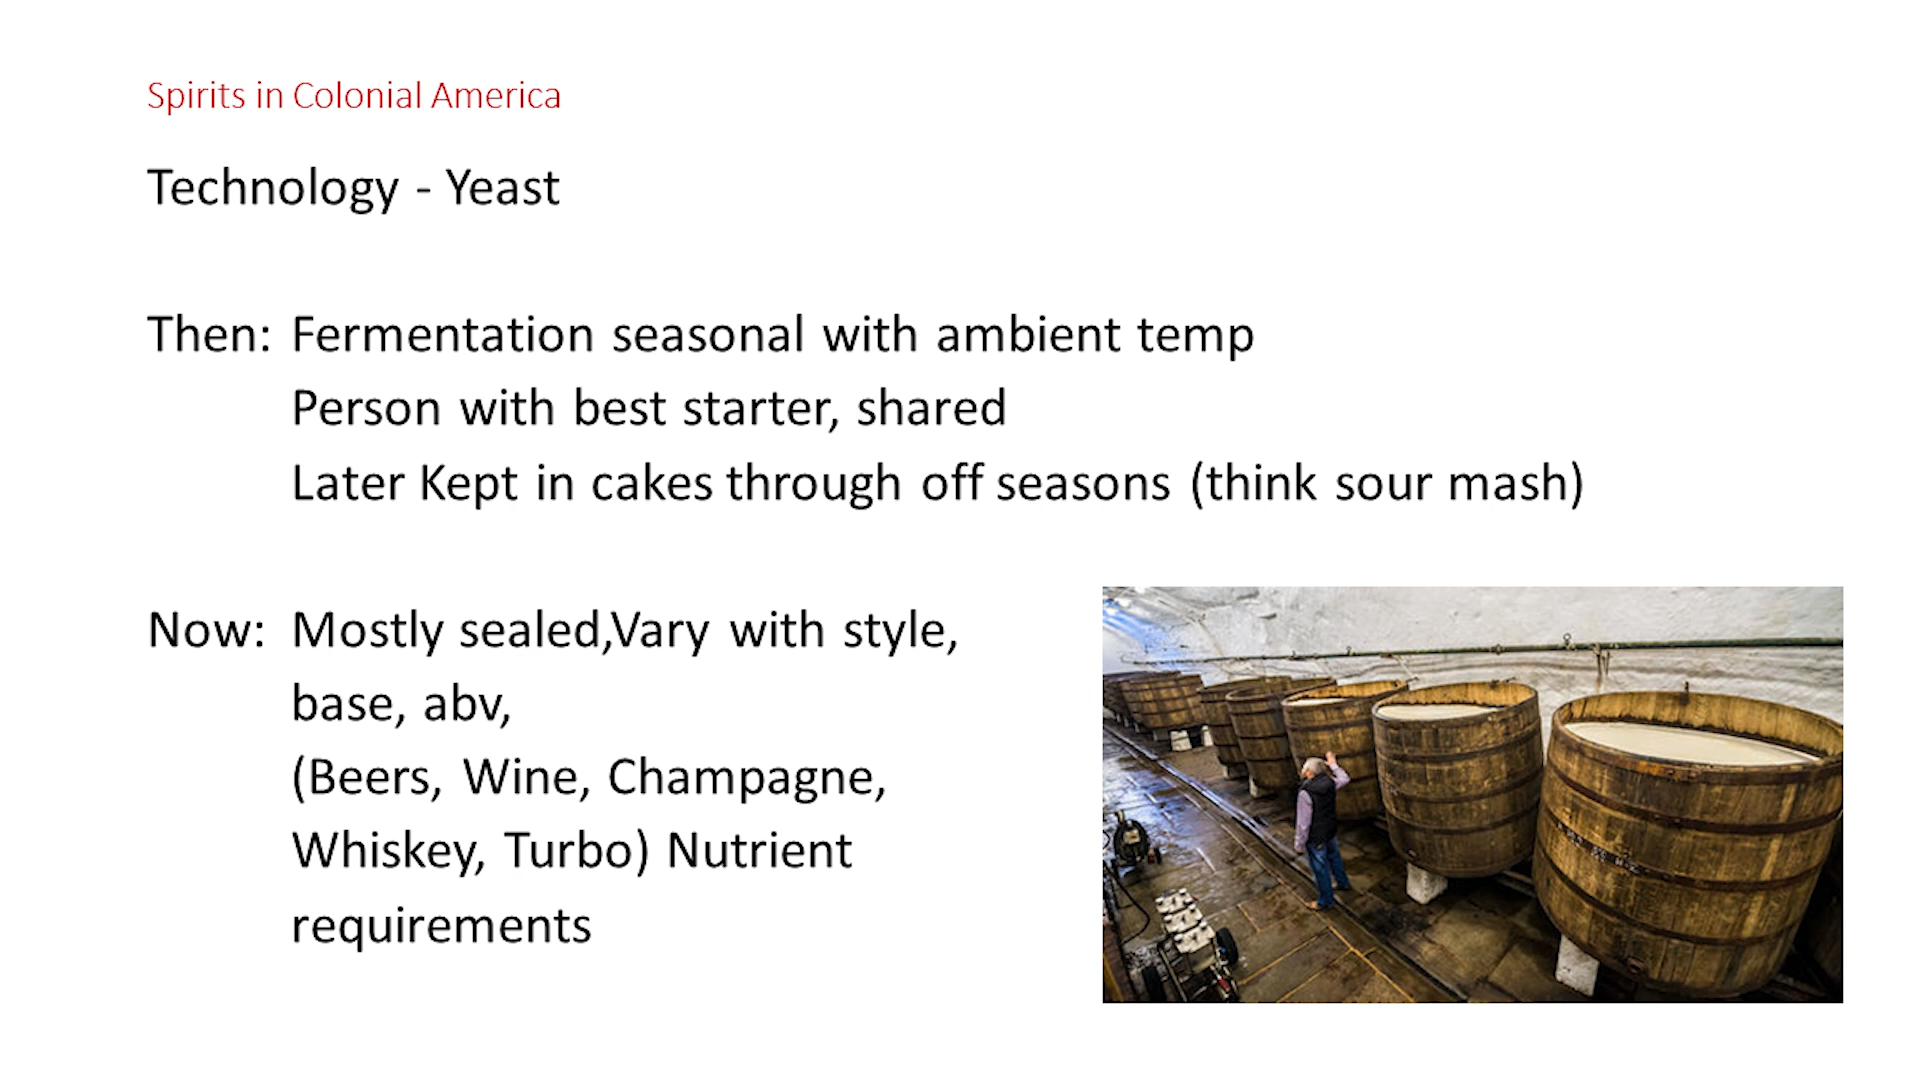 Spirits in Colonial America
Technology - Yeast
Then: Fermentation seasonal with ambient temp
Person with best starter, shared
Later Kept in cakes through off seasons (think sour mash)
Now: Mostly sealed,Vary with style,
base, abv,
(Beers, Wine, Champagne,
Whiskey, Turbo) Nutrient
requirements